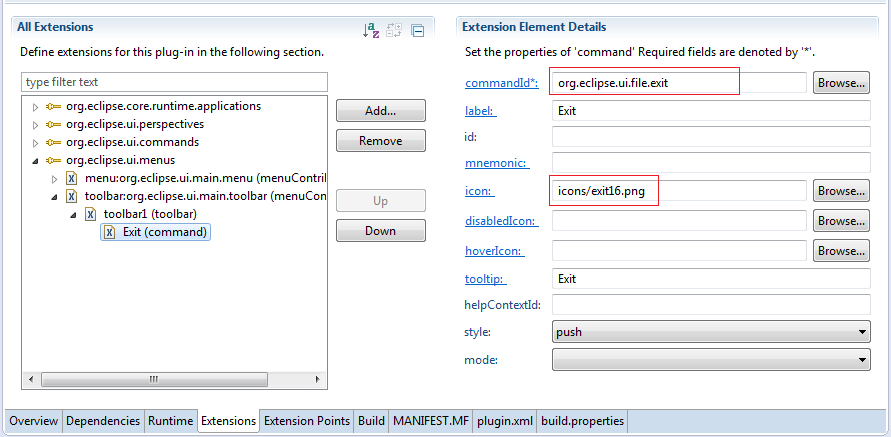 All Extensions
Define extensions for this plug-in in the following section.
type filter text
org.eclipse.core.runtime.applications
org.eclipse.ui.perspectives
org.eclipse.ui.commands
org.eclipse.ui.menus
menu:org.eclipse.ui.main.menu (menuContril
toolbar:org.eclipse.ui.main.toolbar (menuCon
toolbar1 (toolbar)
Exit (command)
Add...
Remove
Up
Down
Extension Element Details
Set the properties of 'command' Required fields are denoted by '*'.
commandId*: org.eclipse.ui.file.exit Browse...
label: Exit
id:
mnemonic:
icon: icons/exit16.png Browse...
disabledIcon: Browse...
hoverIcon: Browse...
tooltip: Exit
helpContextId:
style: push
mode:
Overview Dependencies Runtime Extensions Extension Points Build MANIFEST.MF plugin.xml build.properties